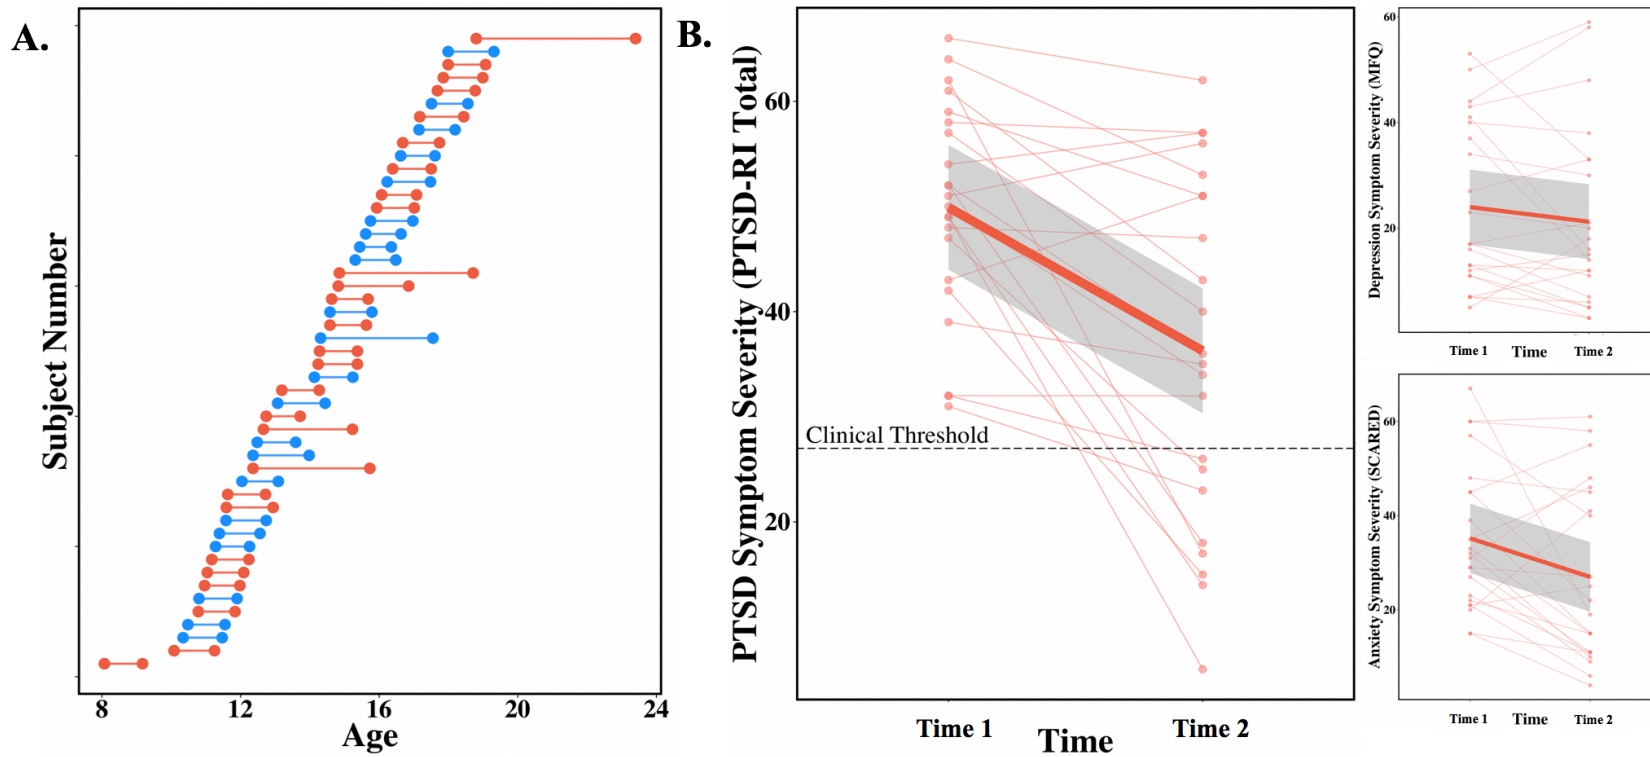 A.
Subject Number
8
12
16
20
24
Age
B.
PTSD Symptom Severity (PTSD-RI Total)
60
40
20
Clinical Threshold
Time 1
Time 2
Time
Depression Symptom Severity (MFQ)
60
40
20
Time 1
Time
Time 2
Anxiety Symptom Severity (SCARED)
60
40
20
Time 1
Time
Time 2